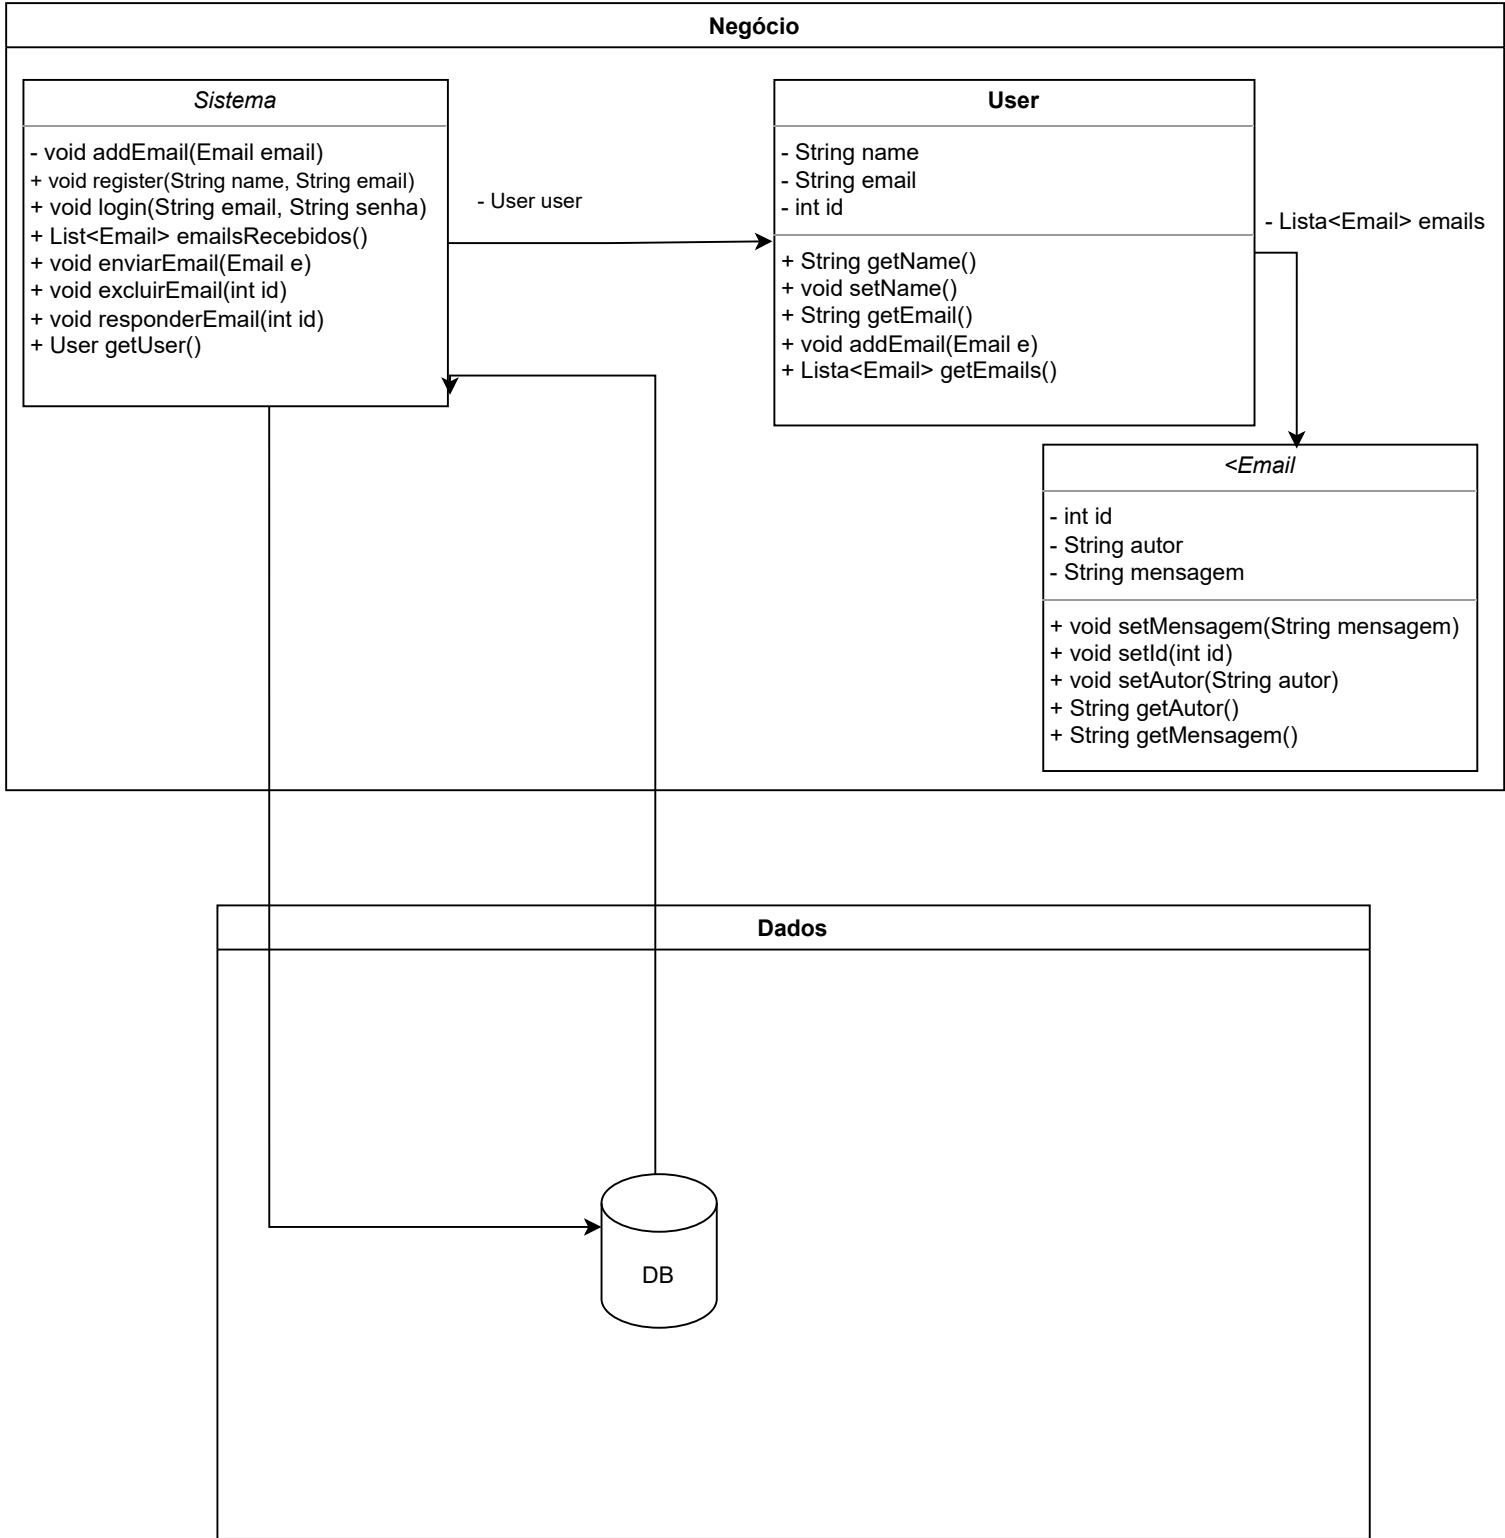 Negócio
Sistema
- void addEmail(Email email)
+ void register(String name, String email)
+ void login(String email, String senha)
+ List<Email> emailsRecebidos()
+ void enviarEmail(Email e)
+ void excluirEmail(int id)
+ void responderEmail(int id)
+ User getUser()
- User user
User
- String name
- String email
- int id
+ String getName()
+ void setName()
+ String getEmail()
+ void addEmail(Email e)
+ Lista<Email> getEmails()
- Lista<Email> emails
<Email
- int id
- String autor
- String mensagem
+ void setMensagem(String mensagem)
+ void setId(int id)
+ void setAutor(String autor)
+ String getAutor()
+ String getMensagem()
Dados
DB